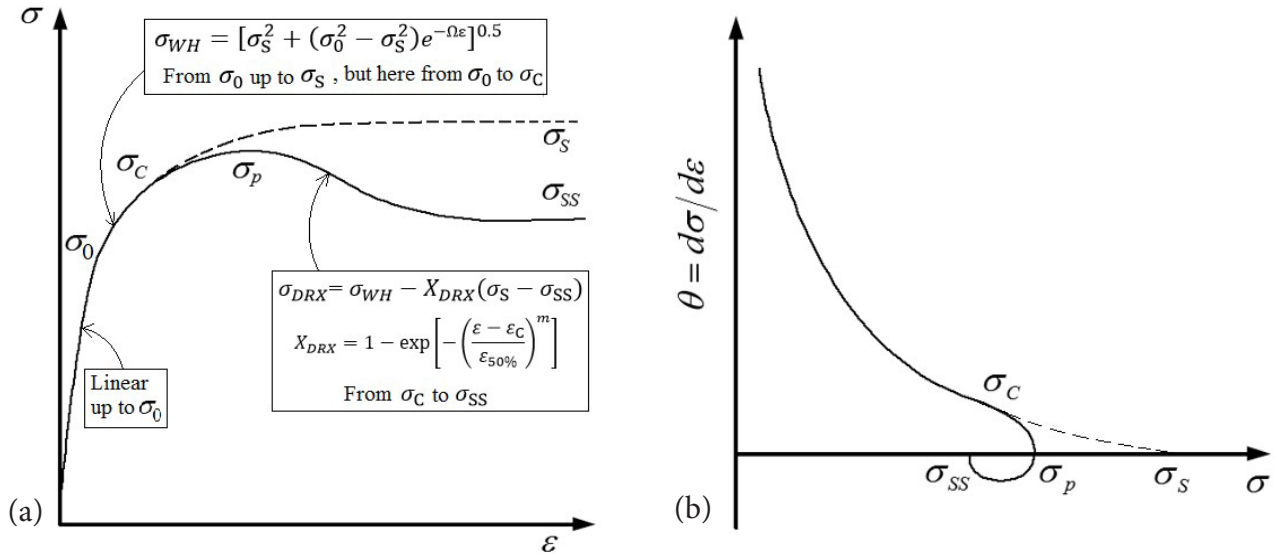 σ
σ_WH = [σ_S^2 + (σ_0^2 − σ_S^2)e^{−Ωε}]^{0.5}
From σ_0 up to σ_S , but here from σ_0 to σ_C
σ_C
σ_p
σ_S
σ_SS
σ_0
σ_DRX= σ_WH − X_DRX(σ_S − σ_SS)
X_DRX = 1 − exp[−((ε − ε_C)/ε_50%)^m]
From σ_C to σ_SS
Linear
up to σ_0
(a)
ε
θ = dσ/dε
σ_C
σ_SS
σ_p
σ_S
σ
(b)